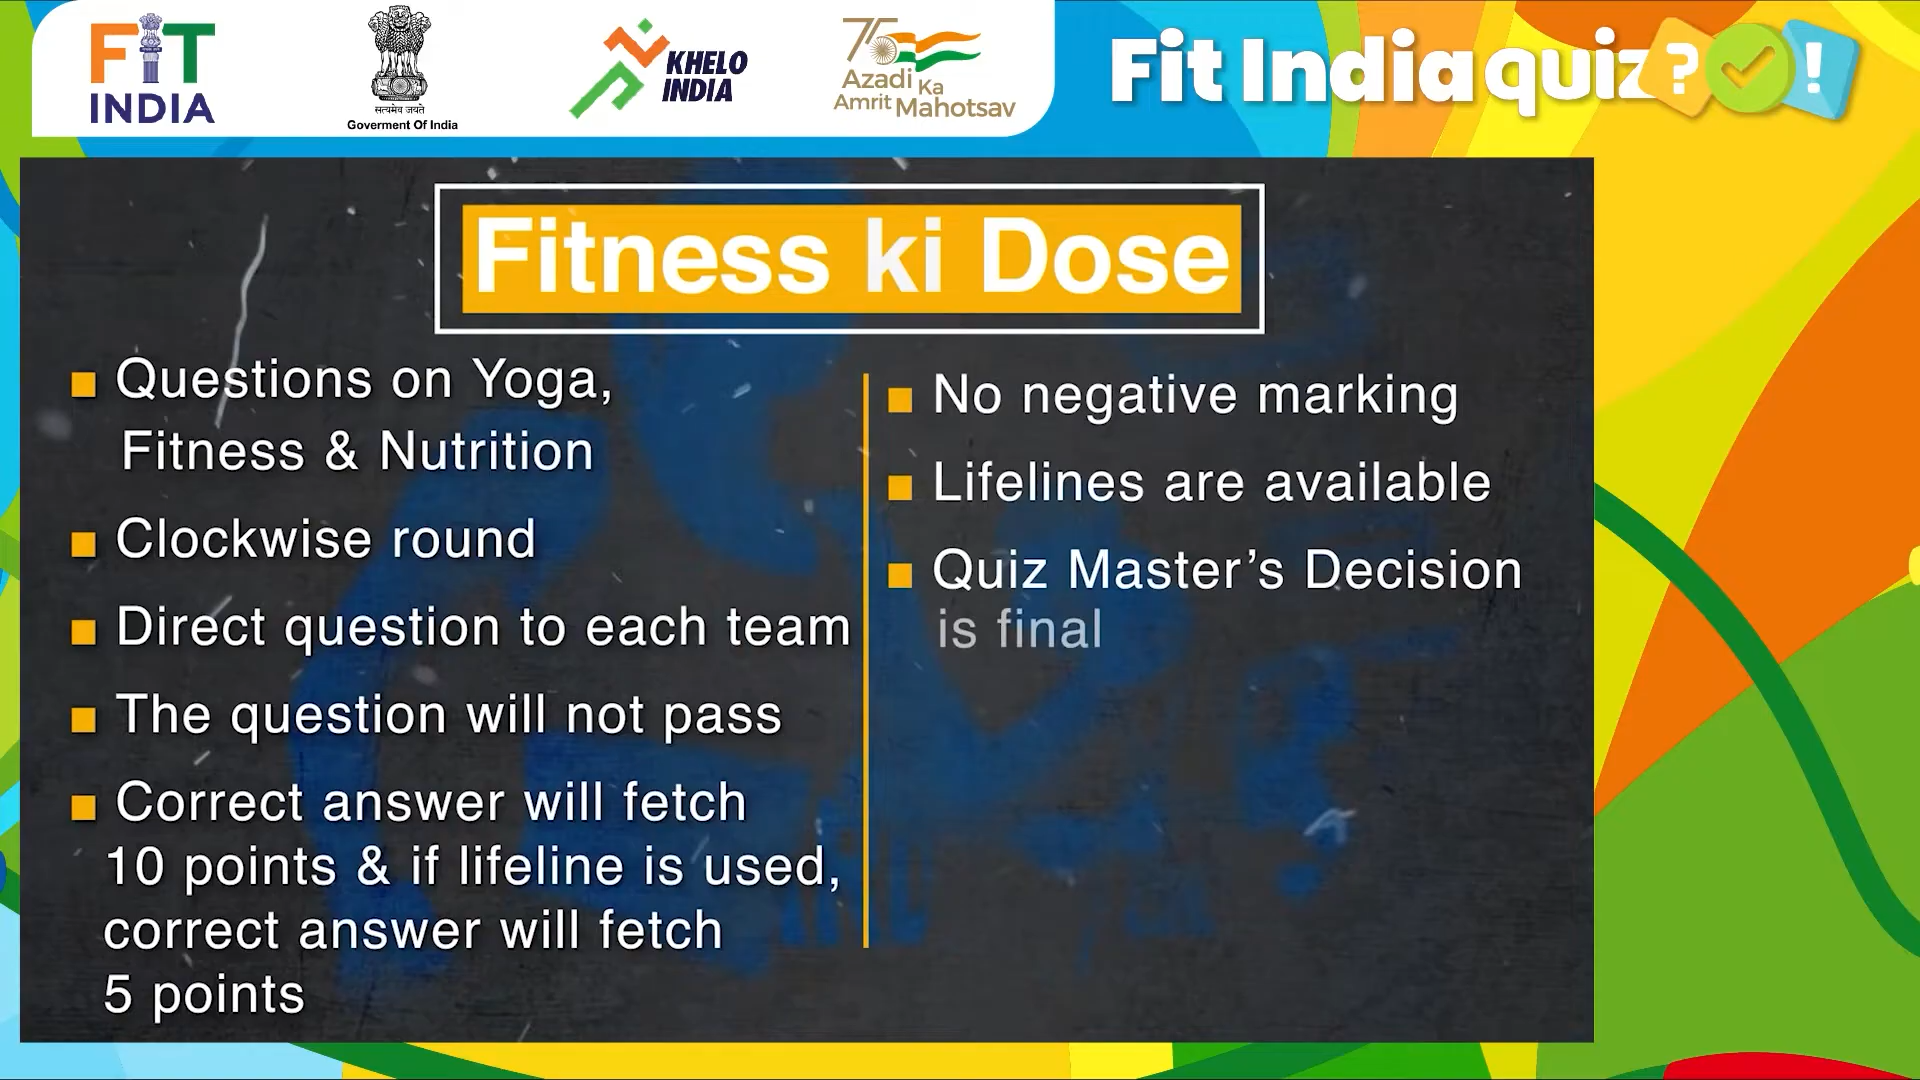 FIT
INDIA
सत्यमेव जयते
Goverment Of India
KHELO
INDIA
75
Azadi Ka
Amrit Mahotsav
Fit India quiz?!
Fitness ki Dose
Questions on Yoga,
Fitness & Nutrition
Clockwise round
Direct question to each team
The question will not pass
Correct answer will fetch
10 points & if lifeline is used,
correct answer will fetch
5 points
No negative marking
Lifelines are available
Quiz Master’s Decision
is final